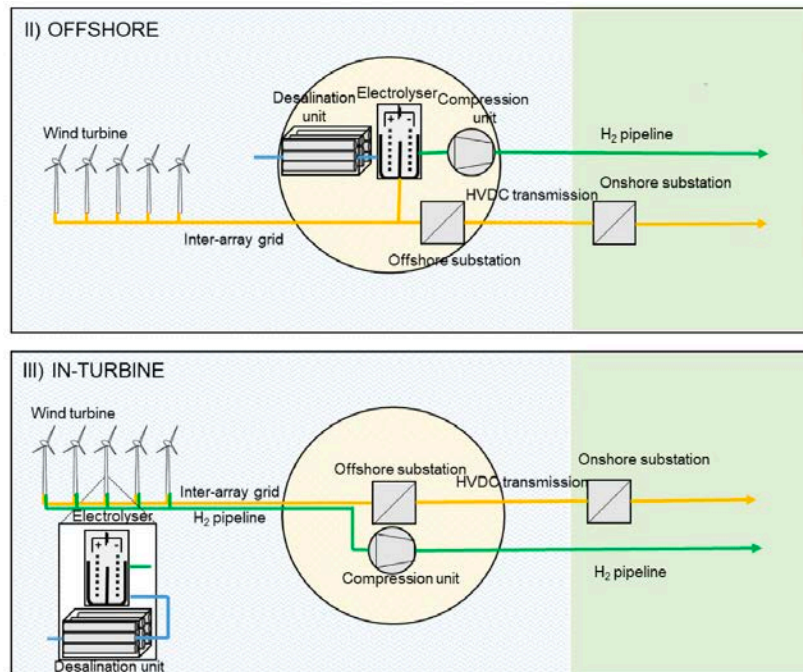 II) OFFSHORE
Desalination
unit
Electrolyser
Compression
unit
Wind turbine
H₂ pipeline
+ -
HVDC transmission
Onshore substation
Inter-array grid
Offshore substation
III) IN-TURBINE
Wind turbine
Offshore substation
HVDC transmission
Onshore substation
Inter-array grid
H₂ pipeline
Electrolyser
+ -
Compression unit
H₂ pipeline
Desalination unit